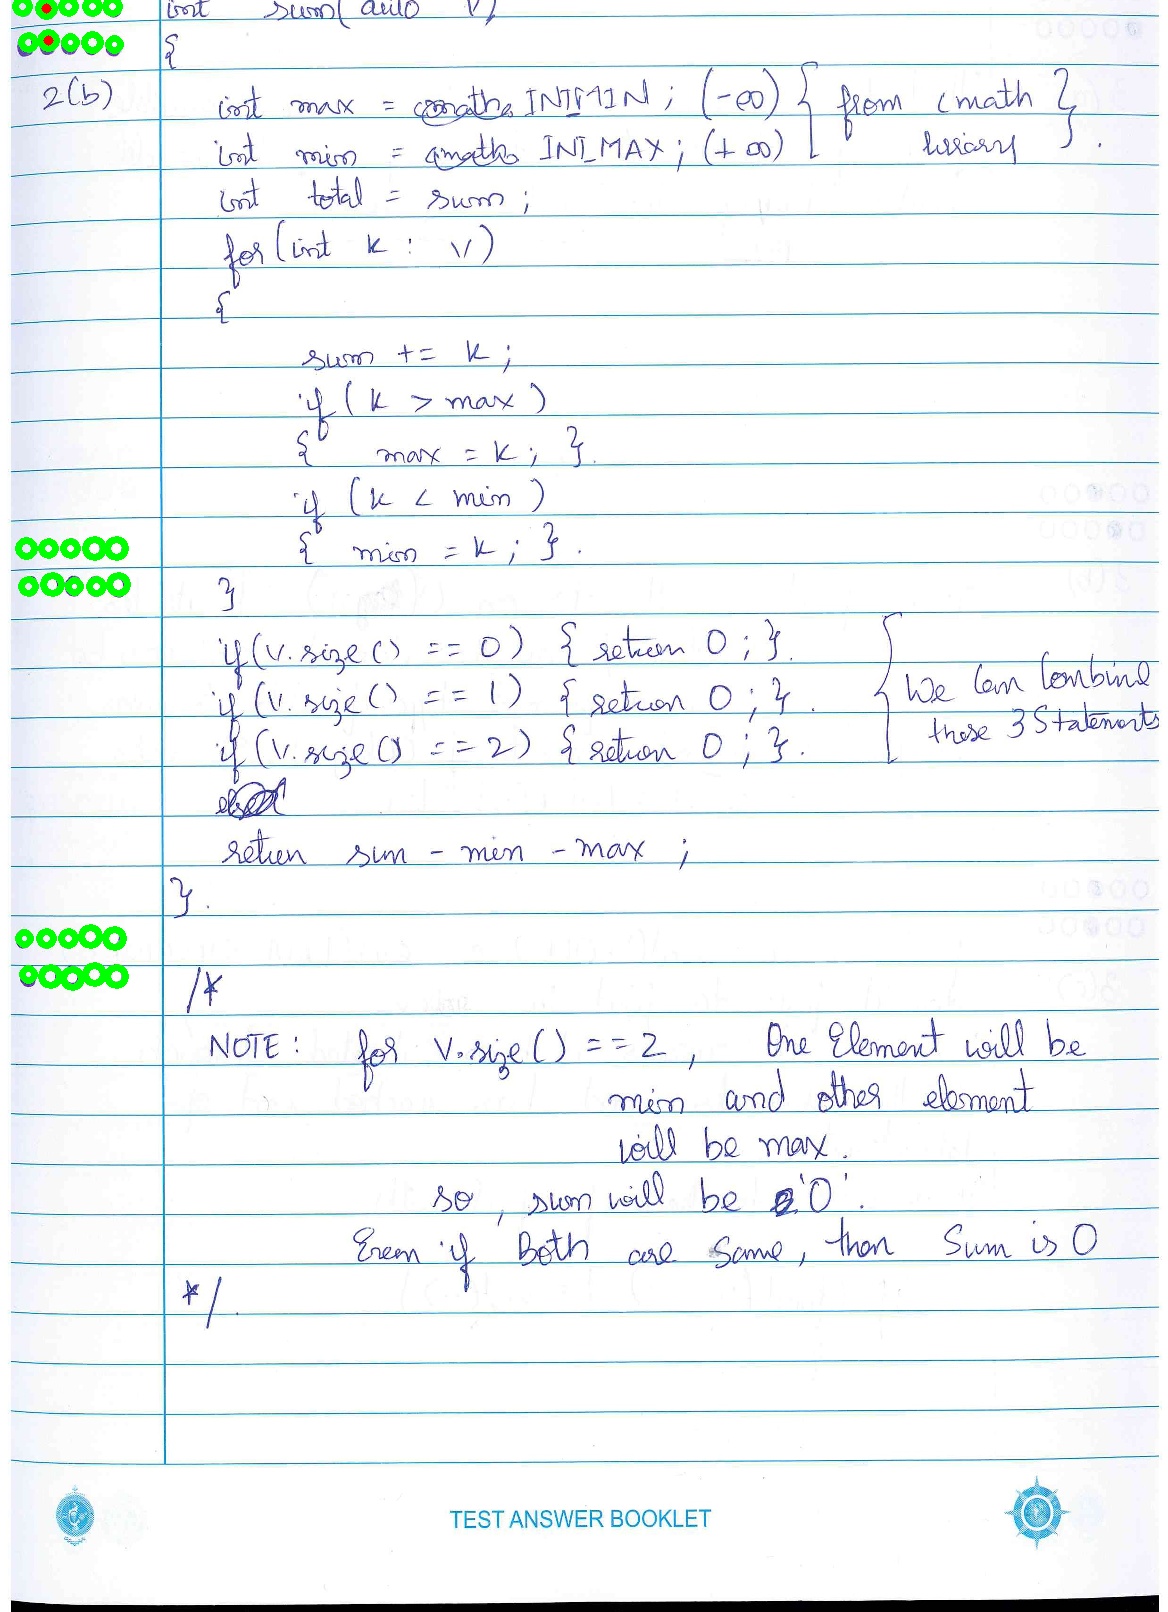 int sum(auto v)
{
2(b)
int max = INT_MIN; (-∞) { from cmath }
int min = INT_MAX; (+∞) library .
int total = sum;
for(int k : v)
{
sum += k;
if(k > max)
{ max = k; }.
if (k < min)
{ min = k; }.
}
if(v.size() == 0) { return 0; }.
if (v.size() == 1) { return 0; }.
if (v.size() == 2) { return 0; }.
{ We Can Combine
these 3 Statements
return sum - min - max ;
}.
/*
NOTE: for v.size() == 2, One Element will be
min and other element
will be max.
so, sum will be '0'.
Even if Both are Same, then Sum is 0
*/.
TEST ANSWER BOOKLET